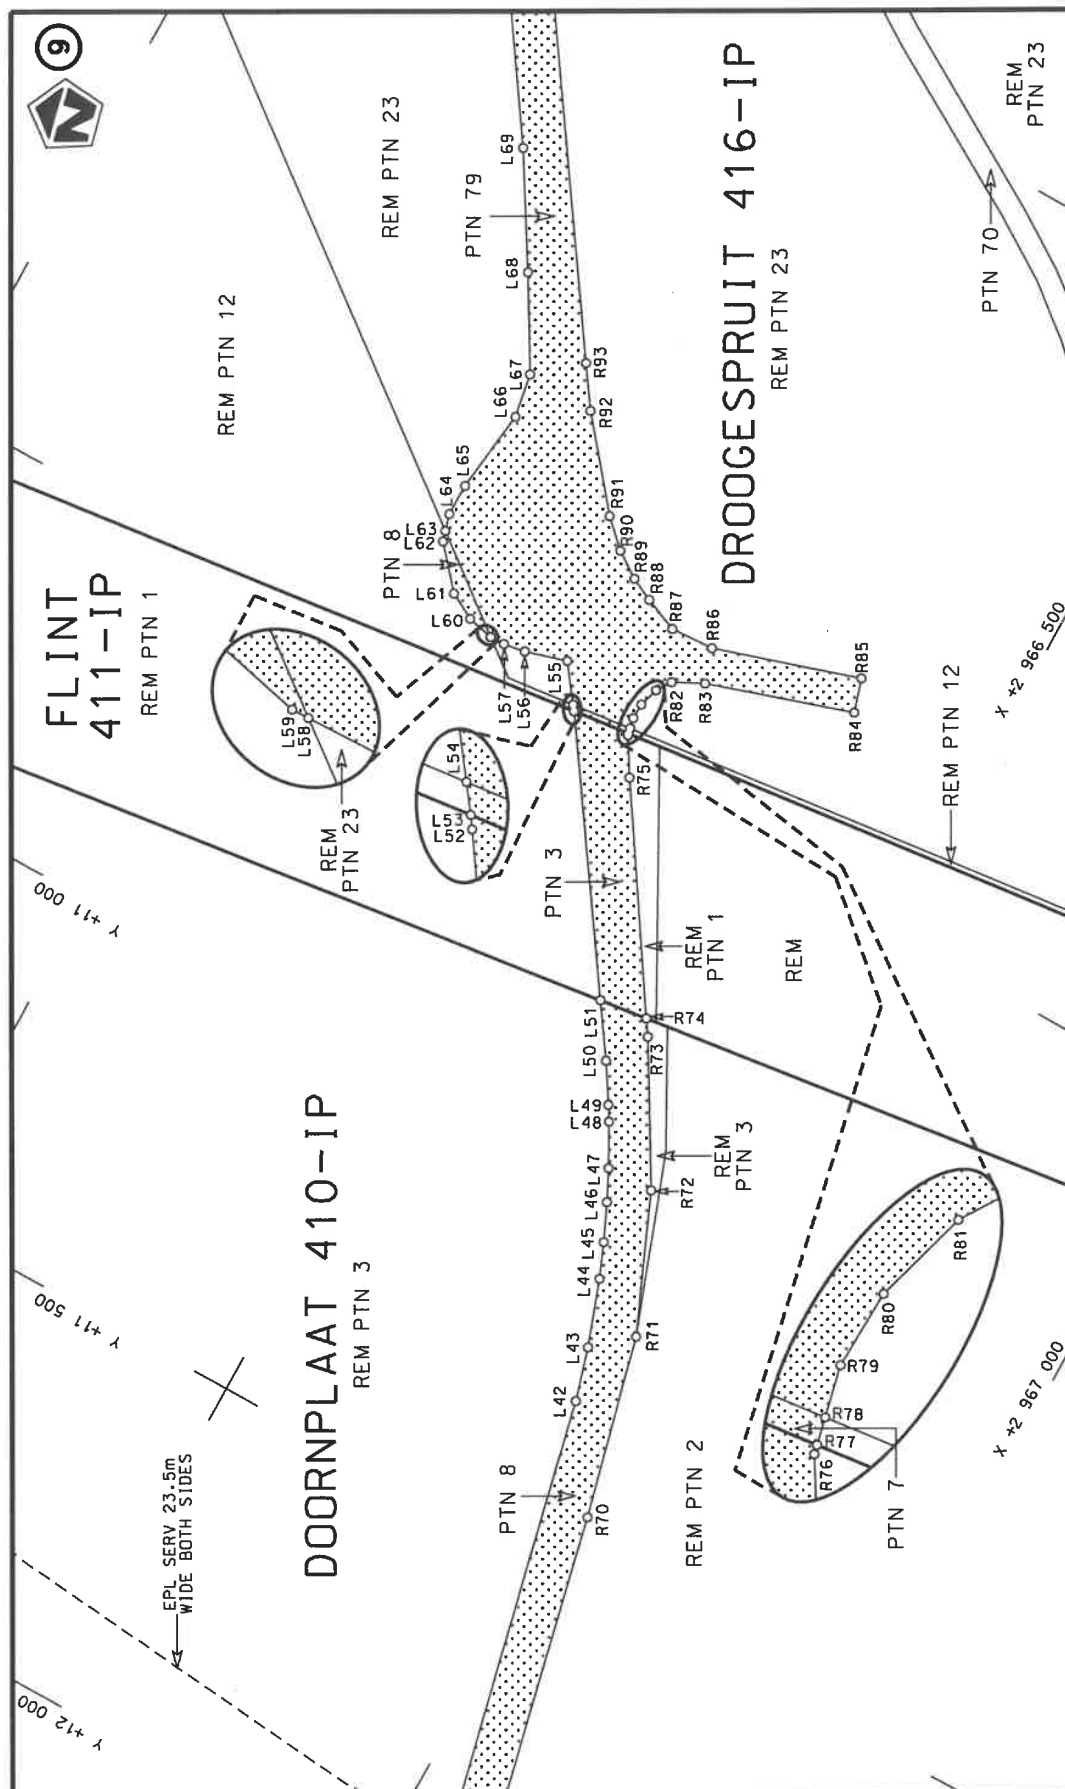 9
N
FLINT
411-IP
REM PTN 1
REM PTN 12
REM PTN 23
PTN 79
PTN 8
L69
L68
L67
L66
L65
L64
L63
L62
L61
L60
L59
L58
L57
L56
L55
L54
L53
L52
REM
PTN 23
R93
R92
R91
R90
R89
R88
R87
R86
R85
R84
R83
R82
R75
DROOGESPRUIT 416-IP
REM PTN 23
PTN 70
REM
PTN 23
X +2 966 500
REM PTN 12
Y +11 000
PTN 3
REM
PTN 1
REM
L51
L50
L49
L48
L47
L46
L45
L44
L43
L42
R74
R73
R72
R71
R70
REM
PTN 3
DOORNPLAAT 410-IP
REM PTN 3
Y +11 500
PTN 8
REM PTN 2
R81
R80
R79
R78
R77
R76
PTN 7
X +2 967 000
EPL SERV 23.5m
WIDE BOTH SIDES
Y +12 000